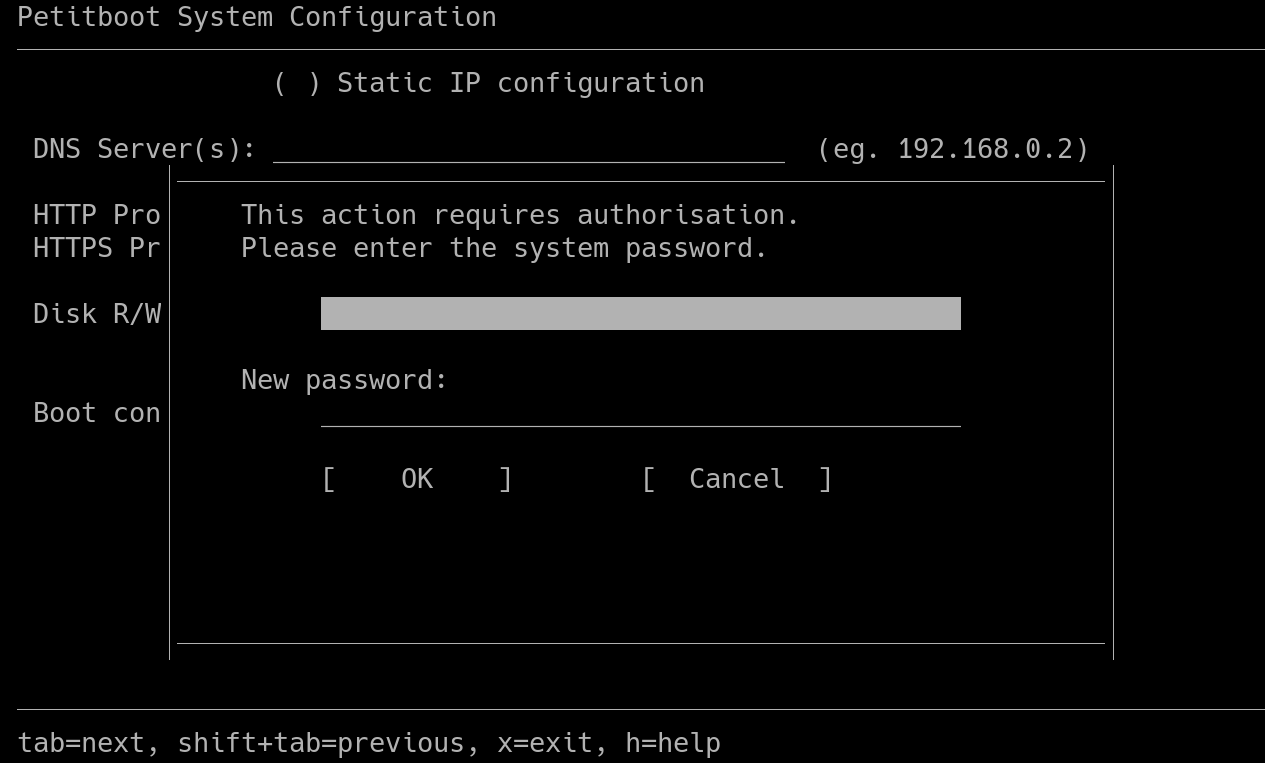 Petitboot System Configuration
( ) Static IP configuration
DNS Server(s): (eg. 192.168.0.2)
HTTP Pro This action requires authorisation.
HTTPS Pr Please enter the system password.
Disk R/W
New password:
Boot con
[ OK ] [ Cancel ]
tab=next, shift+tab=previous, x=exit, h=help